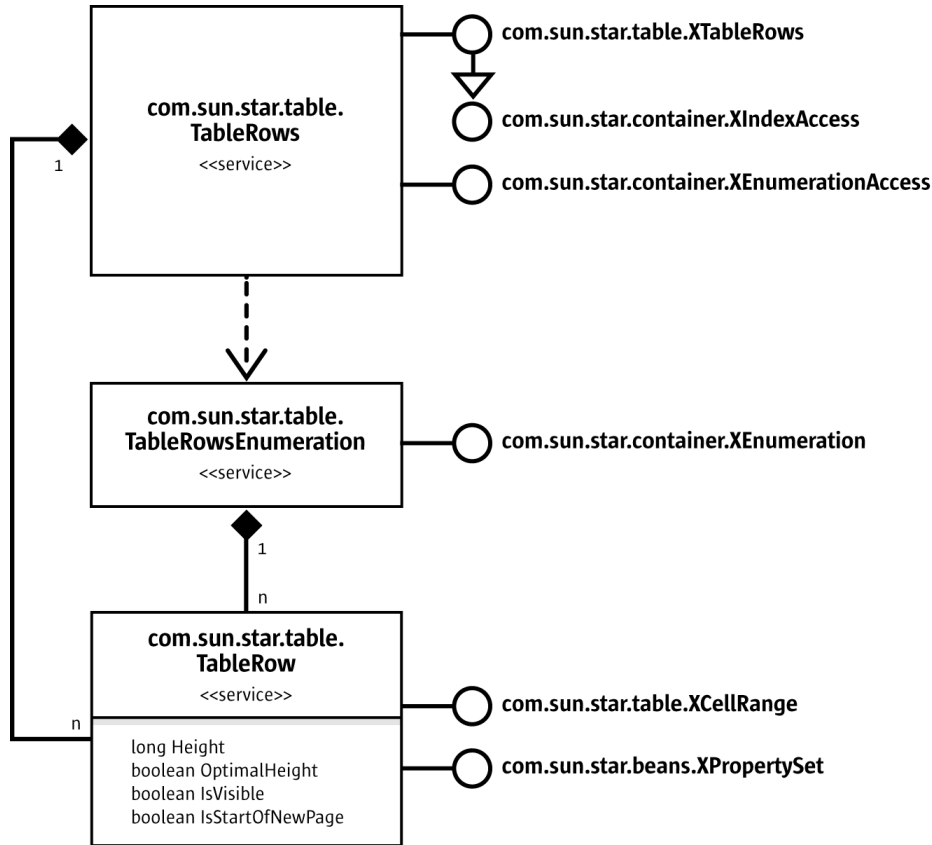 com.sun.star.table.
TableRows
<<service>>
com.sun.star.table.XTableRows
com.sun.star.container.XIndexAccess
com.sun.star.container.XEnumerationAccess
1
com.sun.star.table.
TableRowsEnumeration
<<service>>
com.sun.star.container.XEnumeration
1
n
com.sun.star.table.
TableRow
<<service>>
com.sun.star.table.XCellRange
com.sun.star.beans.XPropertySet
n
long Height
boolean OptimalHeight
boolean IsVisible
boolean IsStartOfNewPage